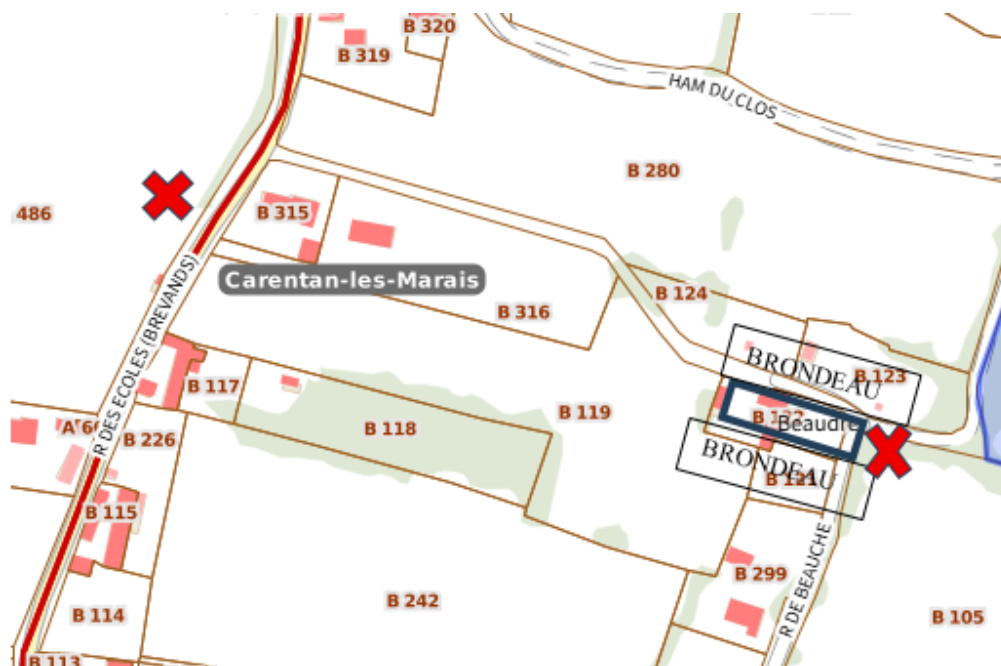 B 320
B 319
HAM DU CLOS
B 280
486
B 315
Carentan-les-Marais
B 124
B 316
R DES ECOLES (BREVANDS)
BRONDEAU
B 123
B 117
B 119
B 122
B 118
B 226
BRONDEAU
B 121
B 115
R DE BEAUCHE
B 299
B 242
B 114
B 105
B 113